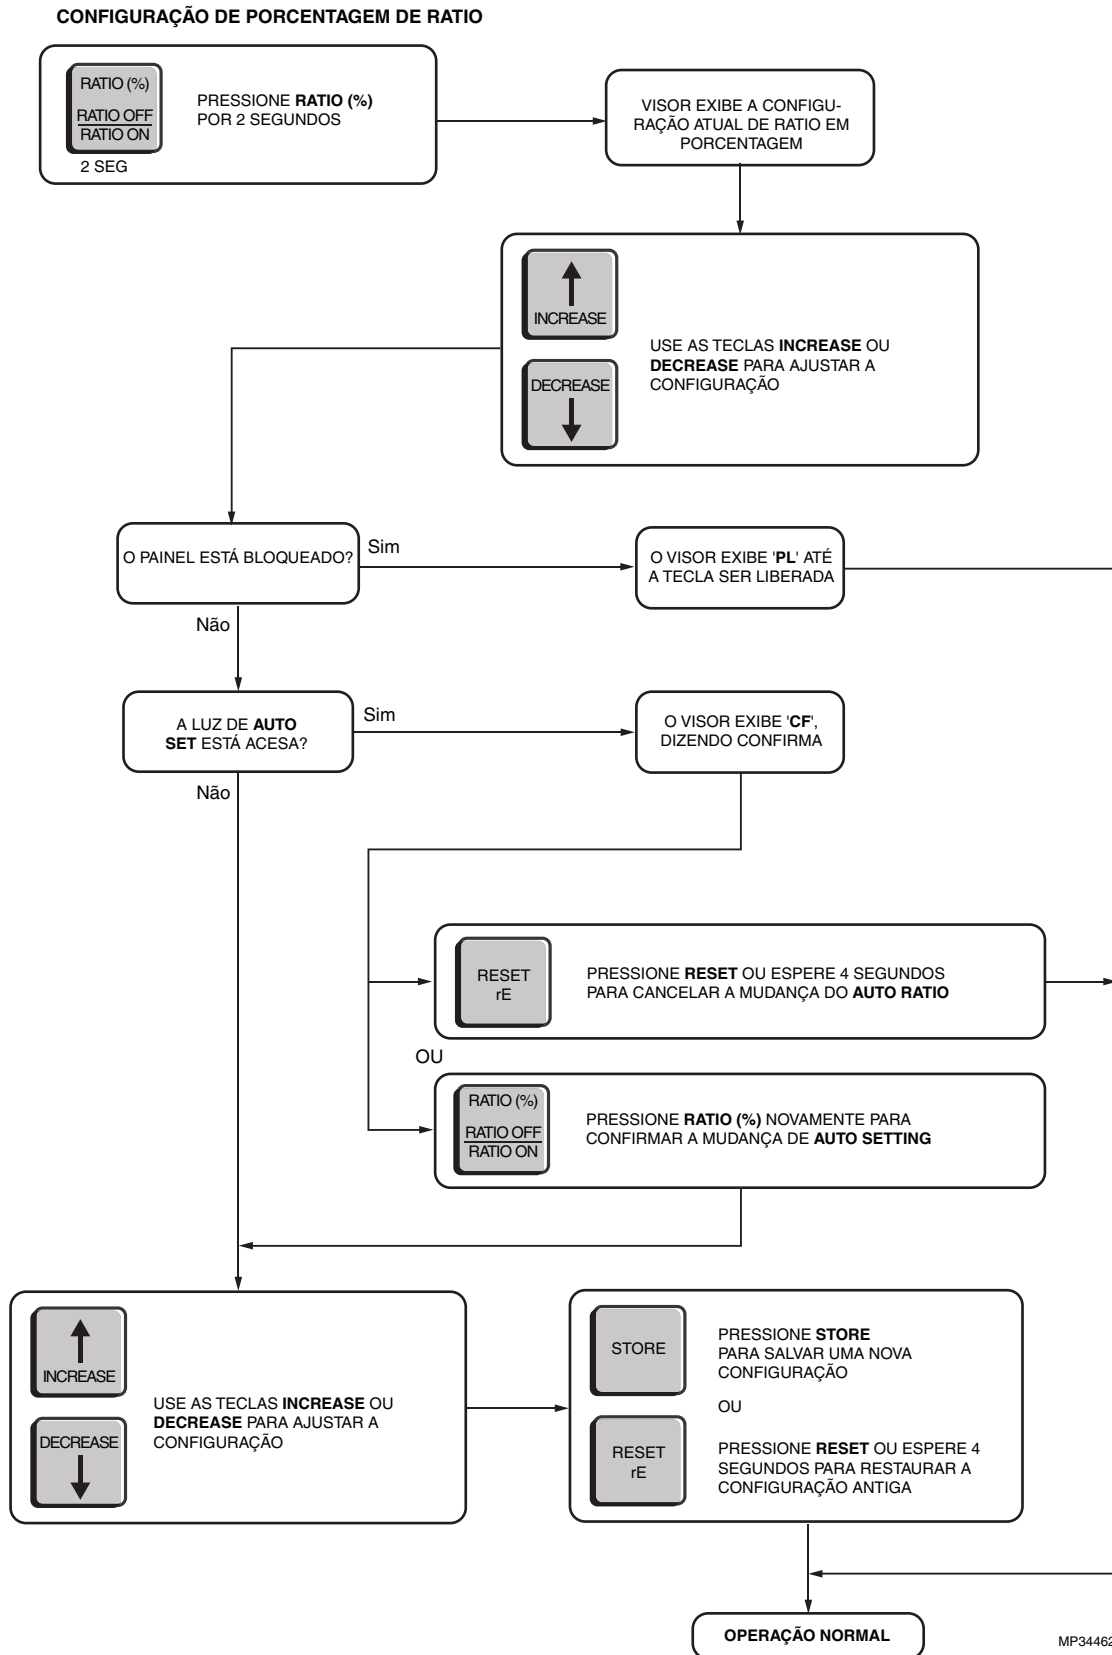 CONFIGURAÇÃO DE PORCENTAGEM DE RATIO
RATIO (%)
RATIO OFF
RATIO ON
2 SEG
PRESSIONE RATIO (%)
POR 2 SEGUNDOS
VISOR EXIBE A CONFIGU-
RAÇÃO ATUAL DE RATIO EM
PORCENTAGEM
INCREASE
DECREASE
USE AS TECLAS INCREASE OU
DECREASE PARA AJUSTAR A
CONFIGURAÇÃO
O PAINEL ESTÁ BLOQUEADO?
Sim
O VISOR EXIBE 'PL' ATÉ
A TECLA SER LIBERADA
Não
A LUZ DE AUTO
SET ESTÁ ACESA?
Sim
O VISOR EXIBE 'CF',
DIZENDO CONFIRMA
Não
RESET
rE
PRESSIONE RESET OU ESPERE 4 SEGUNDOS
PARA CANCELAR A MUDANÇA DO AUTO RATIO
OU
RATIO (%)
RATIO OFF
RATIO ON
PRESSIONE RATIO (%) NOVAMENTE PARA
CONFIRMAR A MUDANÇA DE AUTO SETTING
INCREASE
DECREASE
USE AS TECLAS INCREASE OU
DECREASE PARA AJUSTAR A
CONFIGURAÇÃO
STORE
PRESSIONE STORE
PARA SALVAR UMA NOVA
CONFIGURAÇÃO
OU
RESET
rE
PRESSIONE RESET OU ESPERE 4
SEGUNDOS PARA RESTAURAR A
CONFIGURAÇÃO ANTIGA
OPERAÇÃO NORMAL
MP34462